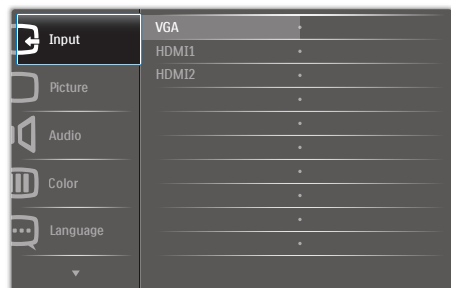 Input
Picture
Audio
Color
Language
VGA
HDMI1
HDMI2